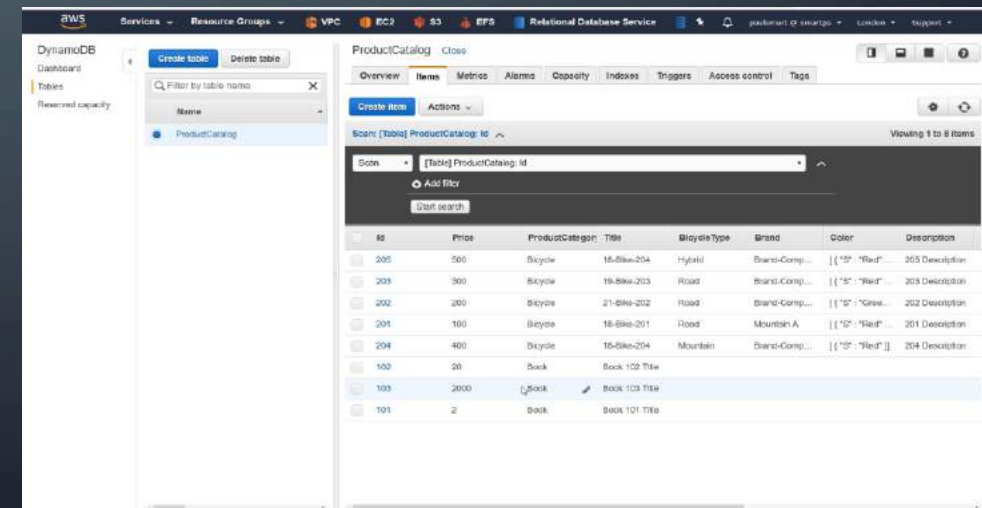 aws Services Resource Groups VPC EC2 S3 EFS Relational Database Service London Support
DynamoDB
Dashboard
Tables
Reserved capacity
Create table Delete table
Filter by table name
Name
ProductCatalog
ProductCatalog Close
Overview Items Metrics Alarms Capacity Indexes Triggers Access control Tags
Create item Actions
Scan: [Table] ProductCatalog: Id Viewing 1 to 8 items
Scan [Table] ProductCatalog: Id
Add filter
Start search
Id Price ProductCategory Title BicycleType Brand Color Description
205 500 Bicycle 18-Bike-204 Hybrid Brand-Comp... [ { "S" : "Red" ... 205 Description
203 300 Bicycle 19-Bike-203 Road Brand-Comp... [ { "S" : "Red" ... 203 Description
202 200 Bicycle 21-Bike-202 Road Brand-Comp... [ { "S" : "Gree... 202 Description
201 100 Bicycle 18-Bike-201 Road Mountain A [ { "S" : "Red" ... 201 Description
204 400 Bicycle 18-Bike-204 Mountain Brand-Comp... [ { "S" : "Red" }] 204 Description
102 20 Book Book 102 Title
103 2000 Book Book 103 Title
101 2 Book Book 101 Title